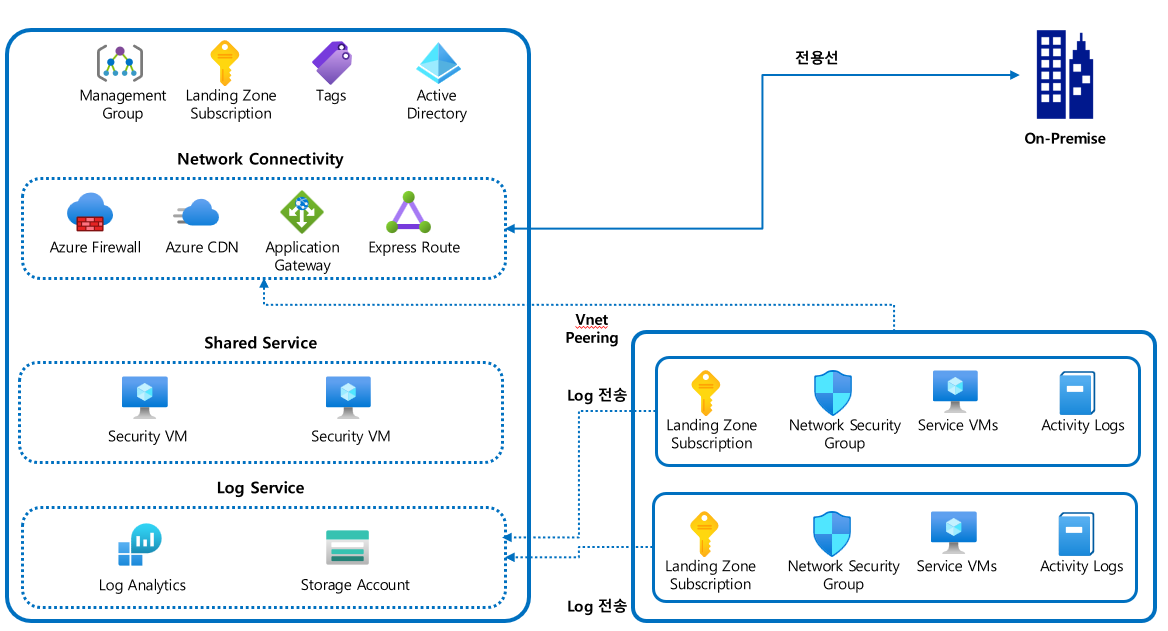 Management
Group
Landing Zone
Subscription
Tags
Active
Directory
전용선
On-Premise
Network Connectivity
Azure Firewall
Azure CDN
Application
Gateway
Express Route
Vnet
Peering
Shared Service
Security VM
Security VM
Log 전송
Landing Zone
Subscription
Network Security
Group
Service VMs
Activity Logs
Log Service
Log Analytics
Storage Account
Landing Zone
Subscription
Network Security
Group
Service VMs
Activity Logs
Log 전송